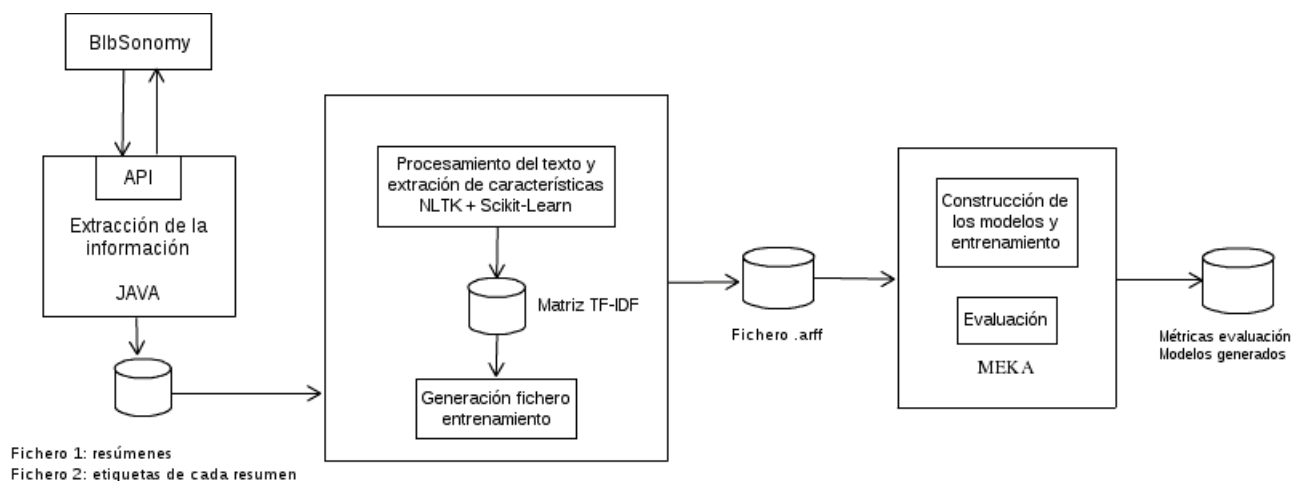 BIbSonomy
API
Extracción de la
información
JAVA
Fichero 1: resúmenes
Fichero 2: etiquetas de cada resumen
Procesamiento del texto y
extración de características
NLTK + Scikit-Learn
Matriz TF-IDF
Generación fichero
entrenamiento
Fichero .arff
Construcción de
los modelos y
entrenamiento
Evaluación
MEKA
Métricas evaluación
Modelos generados